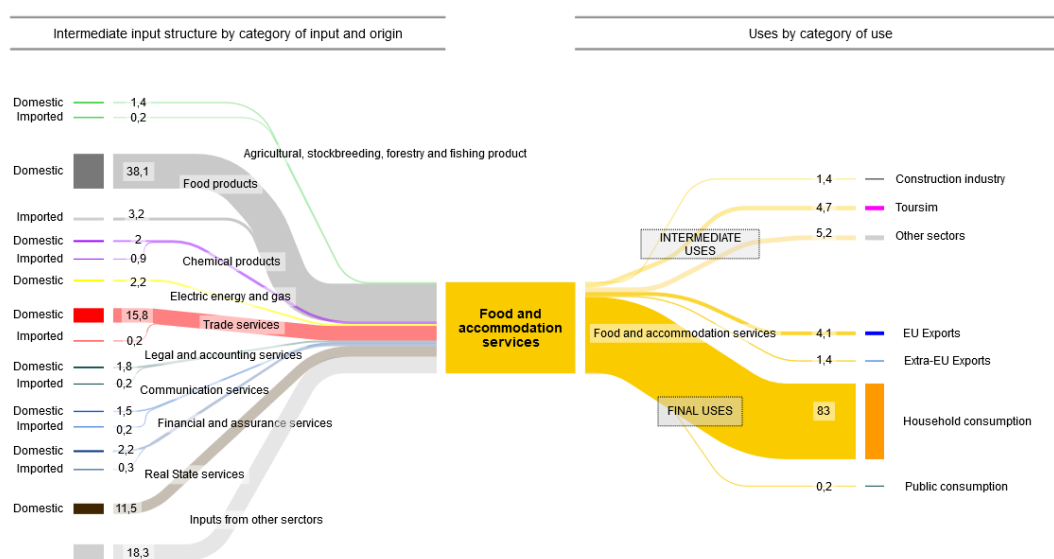 Intermediate input structure by category of input and origin
Uses by category of use
Domestic 1,4
Imported 0,2
Agricultural, stockbreeding, forestry and fishing product
Domestic 38,1
Food products
Imported 3,2
Domestic 2
Imported 0,9
Chemical products
Domestic 2,2
Electric energy and gas
Domestic 15,8
Trade services
Imported 0,2
Legal and accounting services
Domestic 1,8
Imported 0,2
Communication services
Domestic 1,5
Imported 0,2
Financial and assurance services
Domestic 2,2
Imported 0,3
Real State services
Domestic 11,5
Inputs from other serctors
18,3
Food and
accommodation
services
1,4 Construction industry
4,7 Toursim
5,2 Other sectors
INTERMEDIATE
USES
Food and accommodation services
4,1 EU Exports
1,4 Extra-EU Exports
FINAL USES
83 Household consumption
0,2 Public consumption